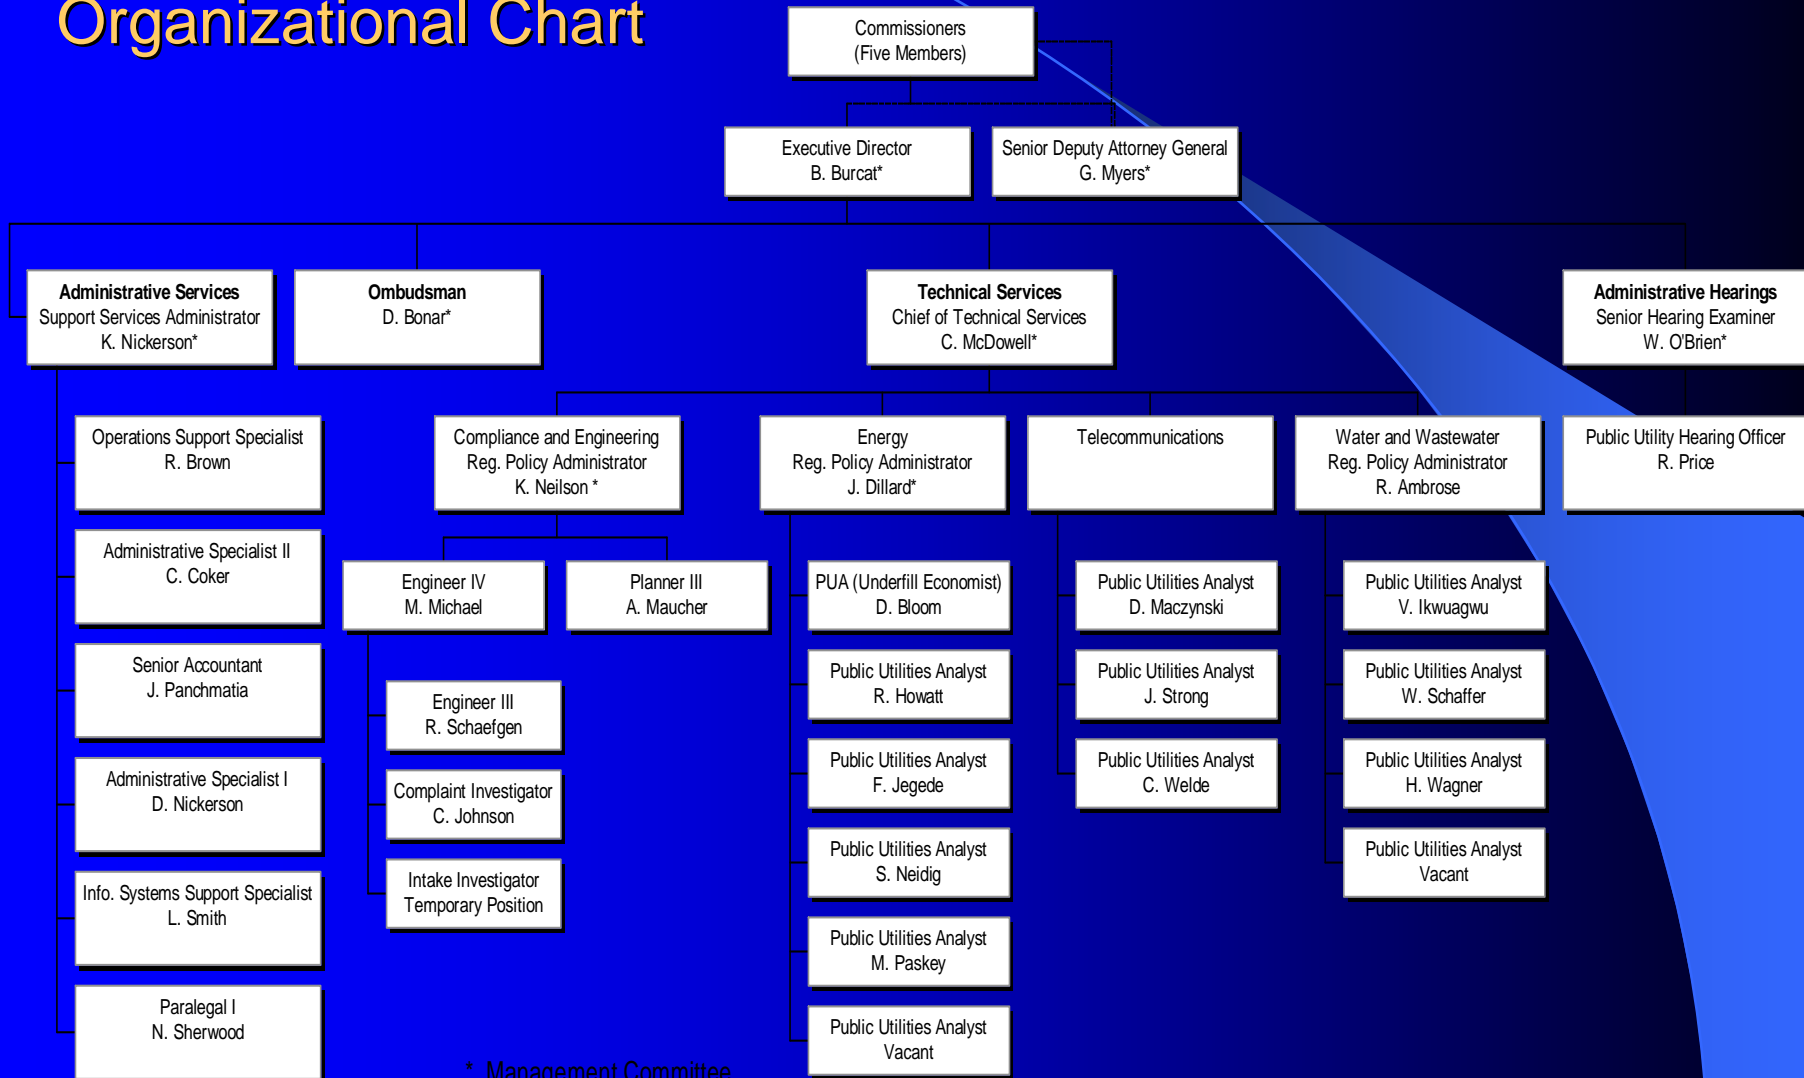 Organizational Chart
Commissioners
(Five Members)
Executive Director
B. Burcat*
Senior Deputy Attorney General
G. Myers*
Administrative Services
Support Services Administrator
K. Nickerson*
Ombudsman
D. Bonar*
Technical Services
Chief of Technical Services
C. McDowell*
Administrative Hearings
Senior Hearing Examiner
W. O'Brien*
Operations Support Specialist
R. Brown
Administrative Specialist II
C. Coker
Senior Accountant
J. Panchmatia
Administrative Specialist I
D. Nickerson
Info. Systems Support Specialist
L. Smith
Paralegal I
N. Sherwood
Compliance and Engineering
Reg. Policy Administrator
K. Neilson *
Engineer IV
M. Michael
Planner III
A. Maucher
Engineer III
R. Schaefgen
Complaint Investigator
C. Johnson
Intake Investigator
Temporary Position
Energy
Reg. Policy Administrator
J. Dillard*
PUA (Underfill Economist)
D. Bloom
Public Utilities Analyst
R. Howatt
Public Utilities Analyst
F. Jegede
Public Utilities Analyst
S. Neidig
Public Utilities Analyst
M. Paskey
Public Utilities Analyst
Vacant
Telecommunications
Public Utilities Analyst
D. Maczynski
Public Utilities Analyst
J. Strong
Public Utilities Analyst
C. Welde
Water and Wastewater
Reg. Policy Administrator
R. Ambrose
Public Utilities Analyst
V. Ikwuagwu
Public Utilities Analyst
W. Schaffer
Public Utilities Analyst
H. Wagner
Public Utilities Analyst
Vacant
Public Utility Hearing Officer
R. Price
* Management Committee